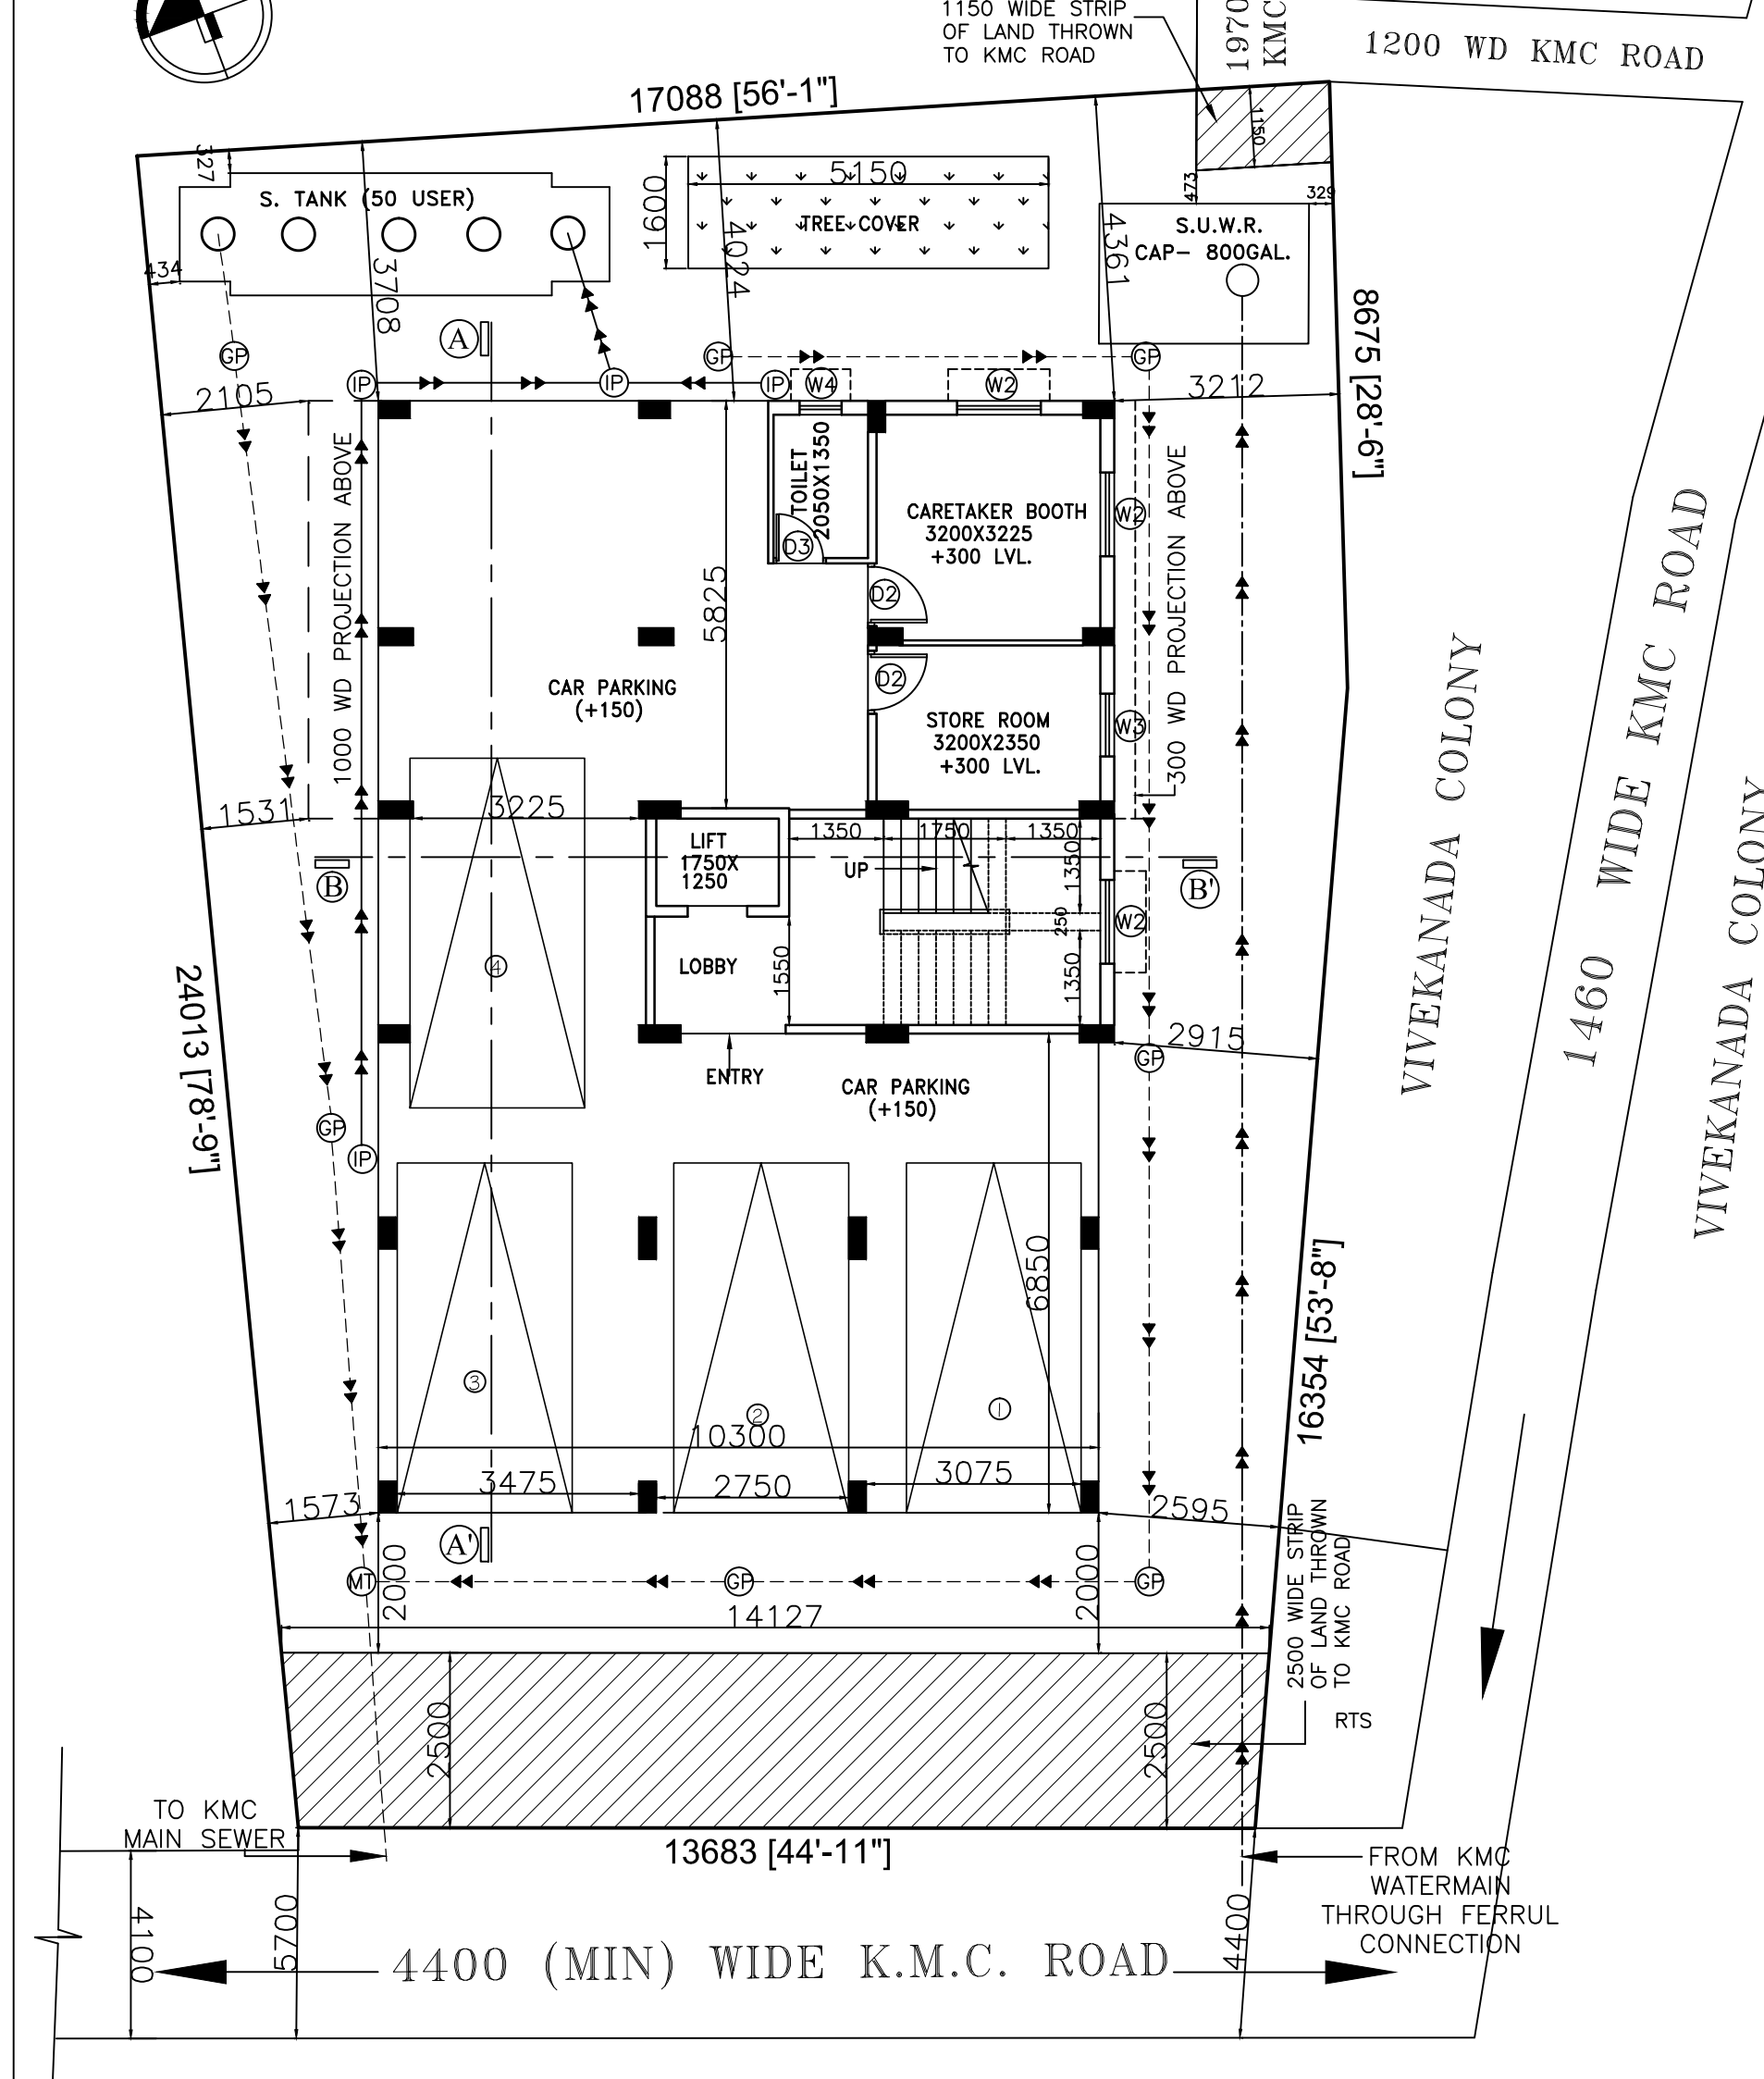 1150 WIDE STRIP
OF LAND THROWN
TO KMC ROAD
1970
KMC
1200 WD KMC ROAD
17088 [56'-1"]
1150
327
S. TANK (50 USER)
434
3708
1600
5150
TREE COVER
4024
4361
473
329
S.U.W.R.
CAP- 800GAL.
8675 [28'-6"]
A
GP
GP
GP
IP
IP
IP
W4
W2
2105
3212
1000 WD PROJECTION ABOVE
TOILET
2050X1350
D3
CARETAKER BOOTH
3200X3225
+300 LVL.
W2
300 WD PROJECTION ABOVE
D2
5825
CAR PARKING
(+150)
D2
STORE ROOM
3200X2350
+300 LVL.
W3
1531
3225
LIFT
1750X
1250
1350
1750
1350
UP
1350
B
B'
250
W2
LOBBY
1550
1350
4
2915
GP
ENTRY
CAR PARKING
(+150)
24013 [78'-9"]
GP
IP
6850
16354 [53'-8"]
3
2
1
10300
3475
2750
3075
1573
2595
A'
2000
2000
MT
GP
GP
14127
2500 WIDE STRIP
OF LAND THROWN
TO KMC ROAD
2500
2500
RTS
VIVEKANADA COLONY
1460 WIDE KMC ROAD
VIVEKANADA COLONY
TO KMC
MAIN SEWER
13683 [44'-11"]
FROM KMC
WATERMAIN
THROUGH FERRUL
CONNECTION
4100
5700
4400
4400 (MIN) WIDE K.M.C. ROAD